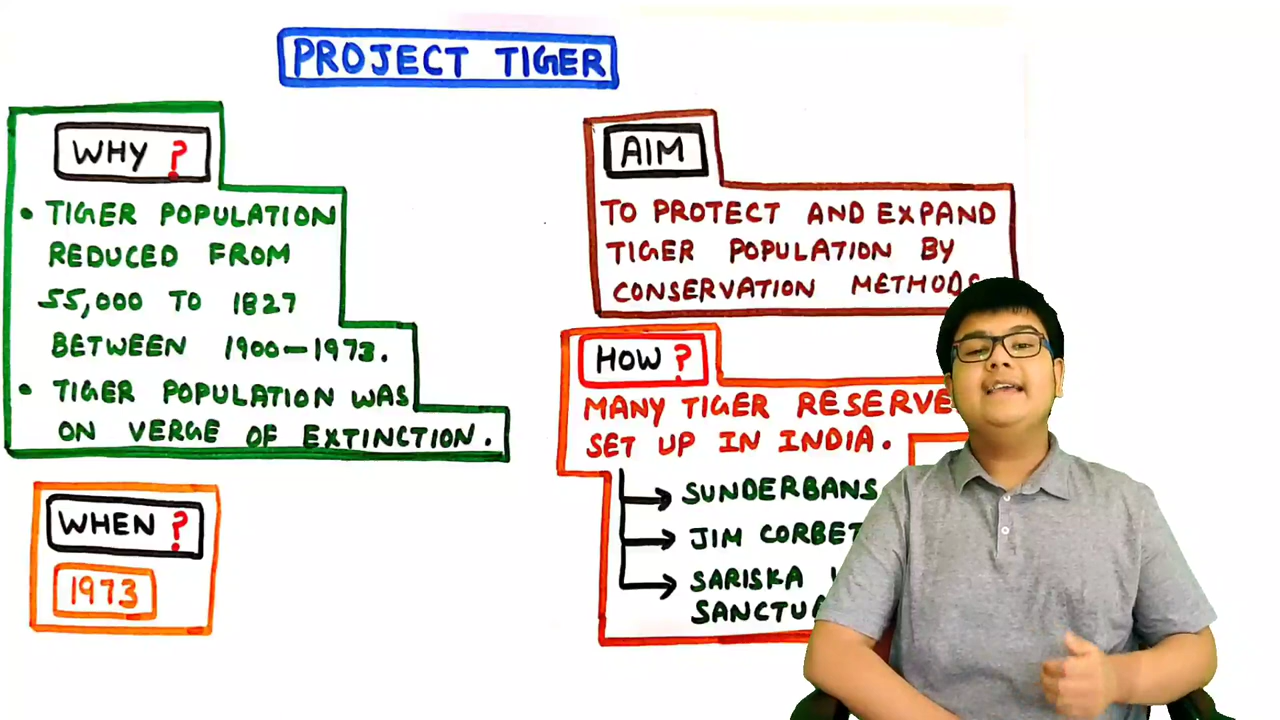 PROJECT TIGER
WHY ?
• TIGER POPULATION
REDUCED FROM
55,000 TO 1827
BETWEEN 1900-1973.
• TIGER POPULATION WAS
ON VERGE OF EXTINCTION.
WHEN ?
1973
AIM
TO PROTECT AND EXPAND
TIGER POPULATION BY
CONSERVATION METHODS
HOW ?
MANY TIGER RESERVE
SET UP IN INDIA.
SUNDERBANS
JIM
SARISKA